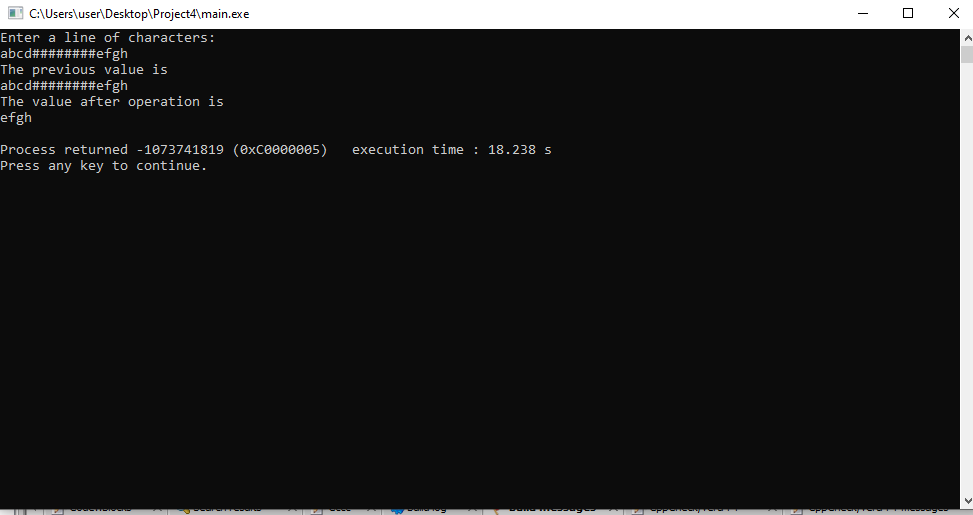 C:\Users\user\Desktop\Project4\main.exe
Enter a line of characters:
abcd########efgh
The previous value is
abcd########efgh
The value after operation is
efgh
Process returned -1073741819 (0xC0000005)   execution time : 18.238 s
Press any key to continue.